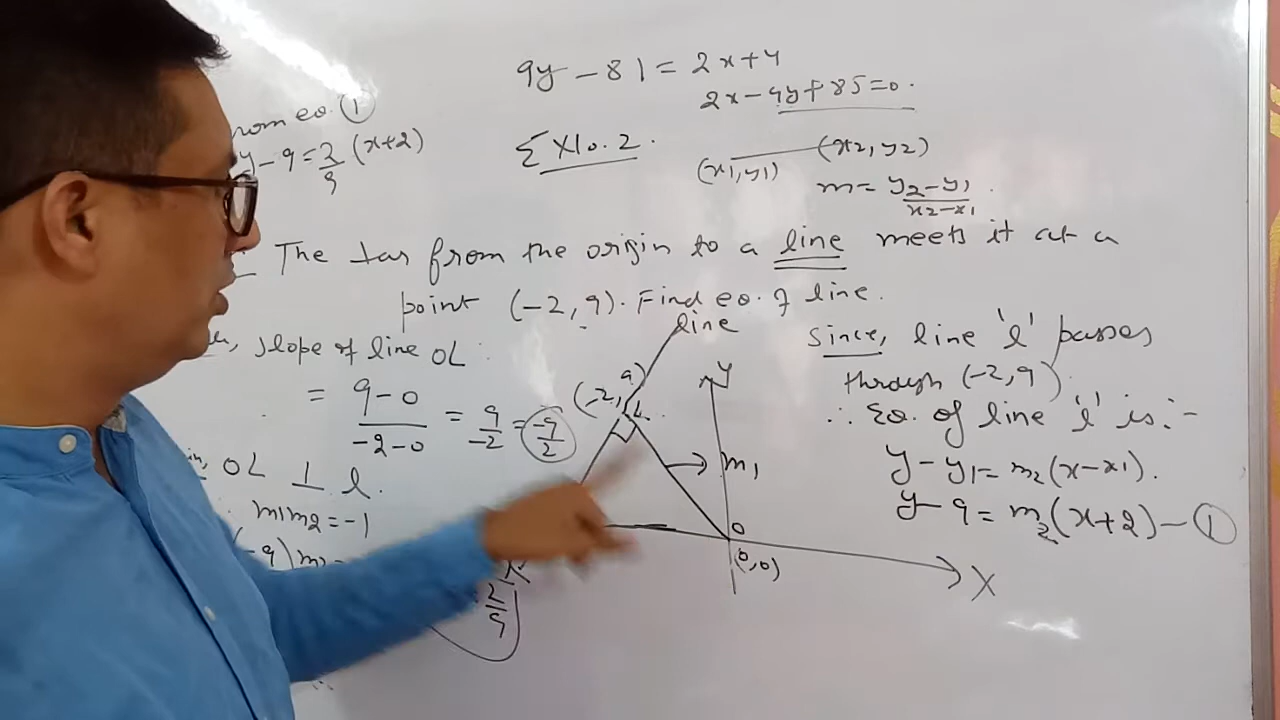 9y - 81 = 2x + 4
2x - 9y + 85 = 0.
from eq. ①
y - 9 = 2/9 (x+2)
Σ X10.2.
(x1, y1) (x2, y2)
m = y2 - y1 / x2 - x1
The ⊥ar from the origin to a line meets it at a
point (-2, 9). Find eq. of line.
slope of line OL :
= 9-0 / -2-0 = 9/-2 = -9/2
OL ⊥ l.
m1m2 = -1
2/9
line
(-2, 9)
L
Y
m1
O
(0,0)
X
Since, line 'l' passes
through (-2, 9)
∴ Eq. of line 'l' is :-
y - y1 = m2 (x - x1).
y - 9 = m2 (x+2) - ①